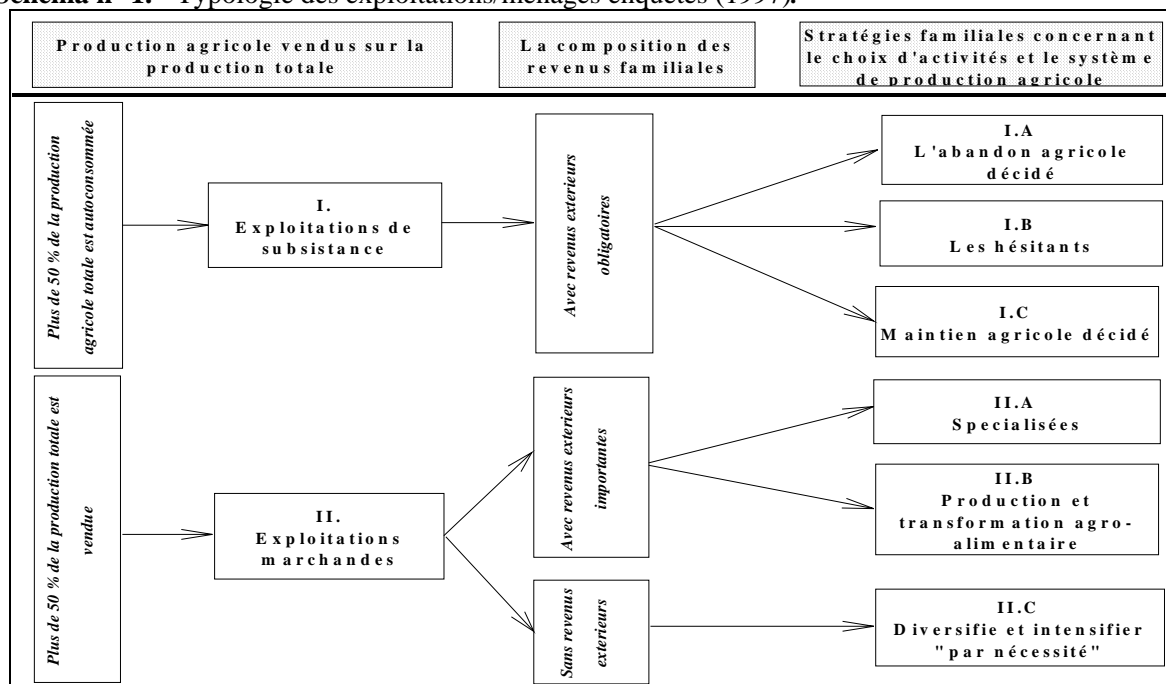 Schéma n° 1. Typologie des exploitations/ménages enquêtés (1997).
Production agricole vendus sur la
production totale
La composition des
revenus familiales
Stratégies familiales concernant
le choix d'activités et le système
de production agricole
Plus de 50 % de la production
agricole totale est autoconsommée
I.
Exploitations de
subsistance
Avec revenus exterieurs
obligatoires
I.A
L'abandon agricole
décidé
I.B
Les hésitants
I.C
Maintien agricole décidé
Plus de 50 % de la production totale est
vendue
II.
Exploitations
marchandes
Avec revenus exterieurs
importantes
II.A
Specialisées
II.B
Production et
transformation agro-
alimentaire
Sans revenus
exterieurs
II.C
Diversifie et intensifier
"par nécessité"